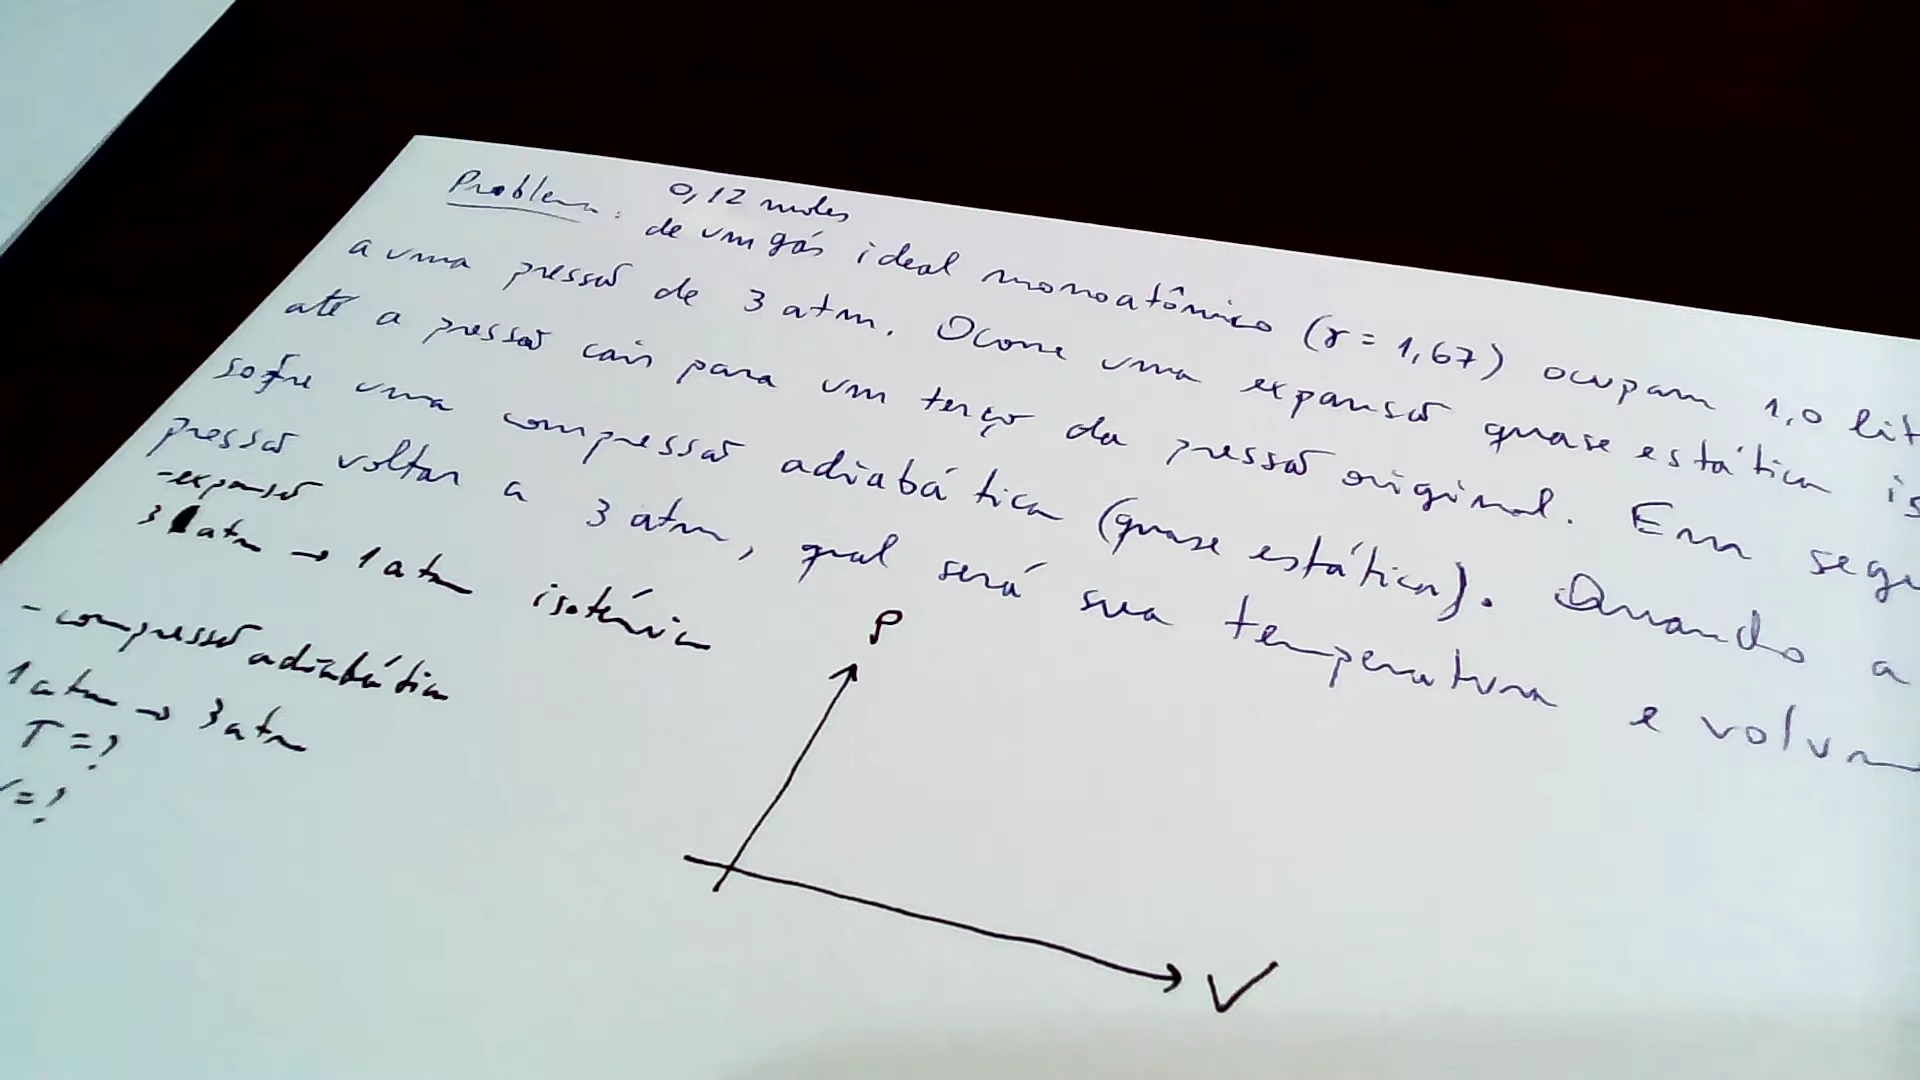 Problema: 0,12 moles
de um gás ideal monoatômico (γ = 1,67) ocupam 1,0 lit
a uma pressão de 3 atm. Ocorre uma expansão quase estática is
até a pressão cair para um terço da pressão original. Em segu
sofre uma compressão adiabática (quase estática). Quando a
pressão voltar a 3 atm, qual será sua temperatura e volum
- expansão
3 atm → 1 atm isotérmica
- compressão adiabática
1 atm → 3 atm
T = ?
= ?
P
V